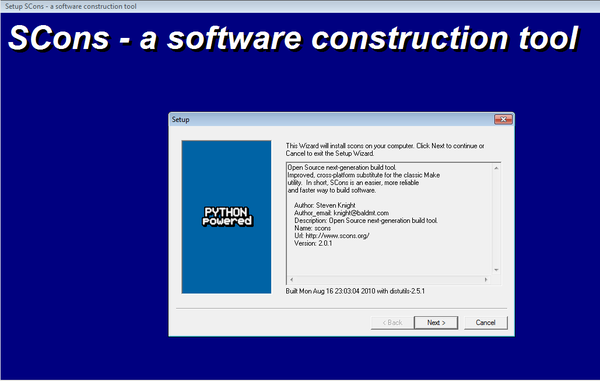 Setup SCons - a software construction tool
SCons - a software construction tool
Setup
This Wizard will install scons on your computer. Click Next to continue or
Cancel to exit the Setup Wizard.
Open Source next-generation build tool.
Improved, cross-platform substitute for the classic Make
utility. In short, SCons is an easier, more reliable
and faster way to build software.
Author: Steven Knight
Author_email: knight@baldmt.com
Description: Open Source next-generation build tool.
Name: scons
Url: http://www.scons.org/
Version: 2.0.1
PYTHON
Powered
Built Mon Aug 16 23:03:04 2010 with distutils-2.5.1
< Back
Next >
Cancel